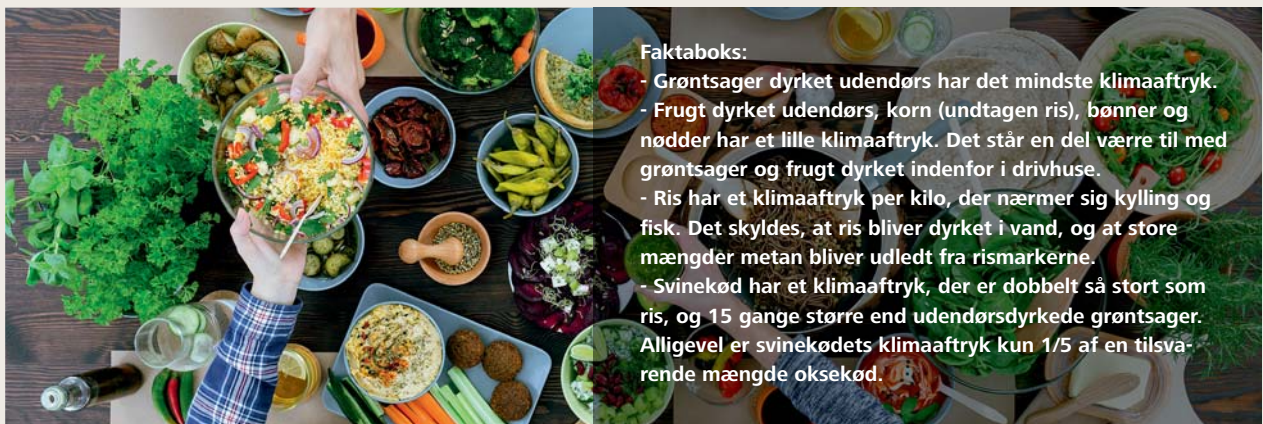 Faktaboks:
- Grøntsager dyrket udendørs har det mindste klimaaftryk.
- Frugt dyrket udendørs, korn (undtagen ris), bønner og
nødder har et lille klimaaftryk. Det står en del værre til med
grøntsager og frugt dyrket indenfor i drivhuse.
- Ris har et klimaaftryk per kilo, der nærmer sig kylling og
fisk. Det skyldes, at ris bliver dyrket i vand, og at store
mængder metan bliver udledt fra rismarkerne.
- Svinekød har et klimaaftryk, der er dobbelt så stort som
ris, og 15 gange større end udendørsdyrkede grøntsager.
Alligevel er svinekødets klimaaftryk kun 1/5 af en tilsva-
rende mængde oksekød.